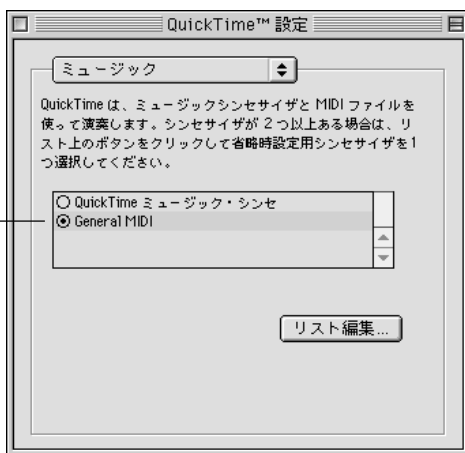 QuickTime™ 設定
ミュージック
QuickTime は、ミュージックシンセサイザと MIDI ファイルを
使って演奏します。シンセサイザが 2 つ以上ある場合は、リ
スト上のボタンをクリックして省略時設定用シンセサイザを1
つ選択してください。
QuickTime ミュージック・シンセ
General MIDI
リスト編集...